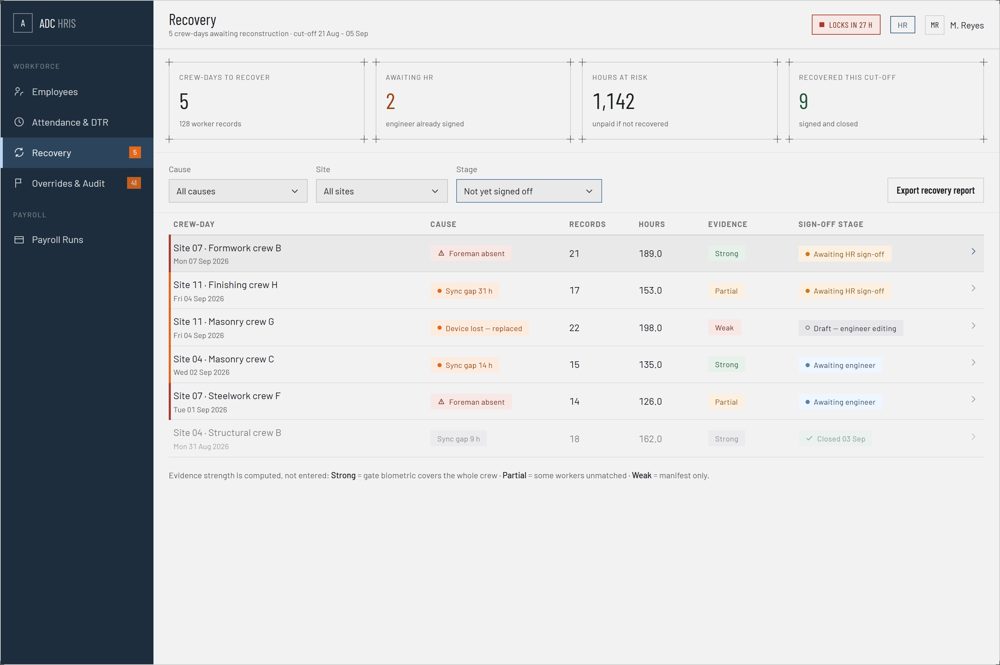 A ADC HRIS
WORKFORCE
Employees
Attendance & DTR
Recovery 5
Overrides & Audit 41
PAYROLL
Payroll Runs
Recovery
5 crew-days awaiting reconstruction · cut-off 21 Aug – 05 Sep
LOCKS IN 27 H
HR
MR M. Reyes
CREW-DAYS TO RECOVER
5
128 worker records
AWAITING HR
2
engineer already signed
HOURS AT RISK
1,142
unpaid if not recovered
RECOVERED THIS CUT-OFF
9
signed and closed
Cause
All causes
Site
All sites
Stage
Not yet signed off
Export recovery report
CREW-DAY CAUSE RECORDS HOURS EVIDENCE SIGN-OFF STAGE
Site 07 · Formwork crew B
Mon 07 Sep 2026
Foreman absent 21 189.0 Strong Awaiting HR sign-off
Site 11 · Finishing crew H
Fri 04 Sep 2026
Sync gap 31 h 17 153.0 Partial Awaiting HR sign-off
Site 11 · Masonry crew G
Fri 04 Sep 2026
Device lost — replaced 22 198.0 Weak Draft — engineer editing
Site 04 · Masonry crew C
Wed 02 Sep 2026
Sync gap 14 h 15 135.0 Strong Awaiting engineer
Site 07 · Steelwork crew F
Tue 01 Sep 2026
Foreman absent 14 126.0 Partial Awaiting engineer
Site 04 · Structural crew B
Mon 31 Aug 2026
Sync gap 9 h 18 162.0 Strong Closed 03 Sep
Evidence strength is computed, not entered: Strong = gate biometric covers the whole crew · Partial = some workers unmatched · Weak = manifest only.